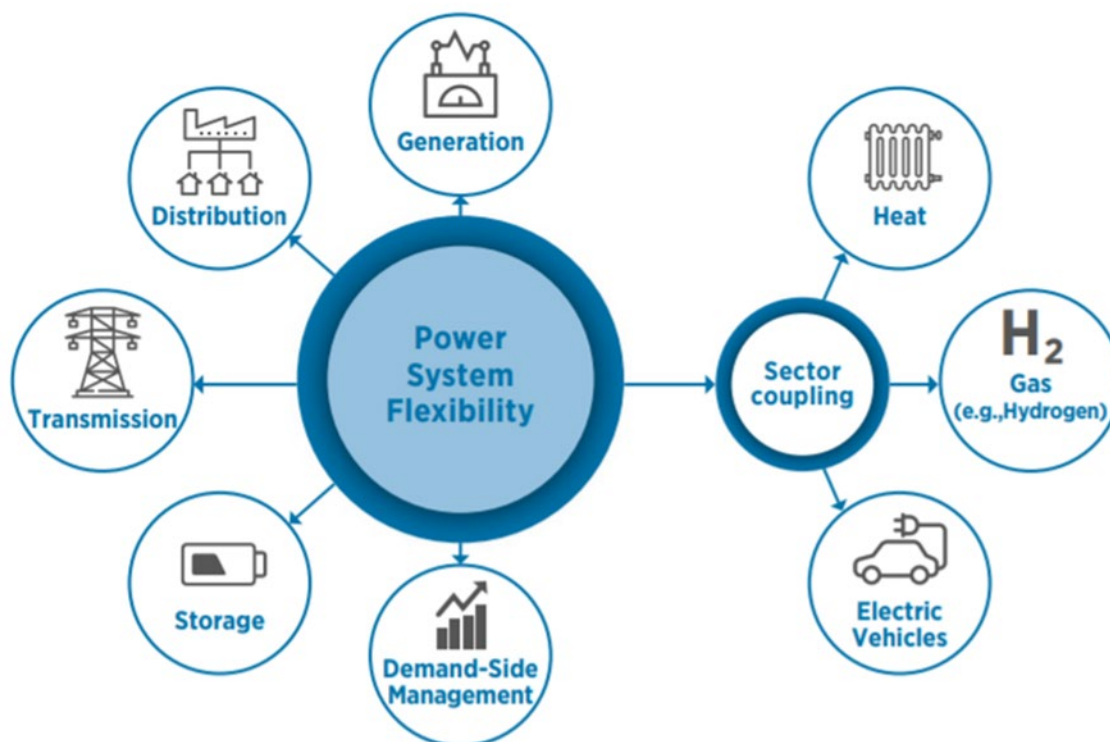 Generation
Distribution
Heat
Transmission
Power
System
Flexibility
Sector
coupling
H2
Gas
(e.g.,Hydrogen)
Storage
Demand-Side
Management
Electric
Vehicles